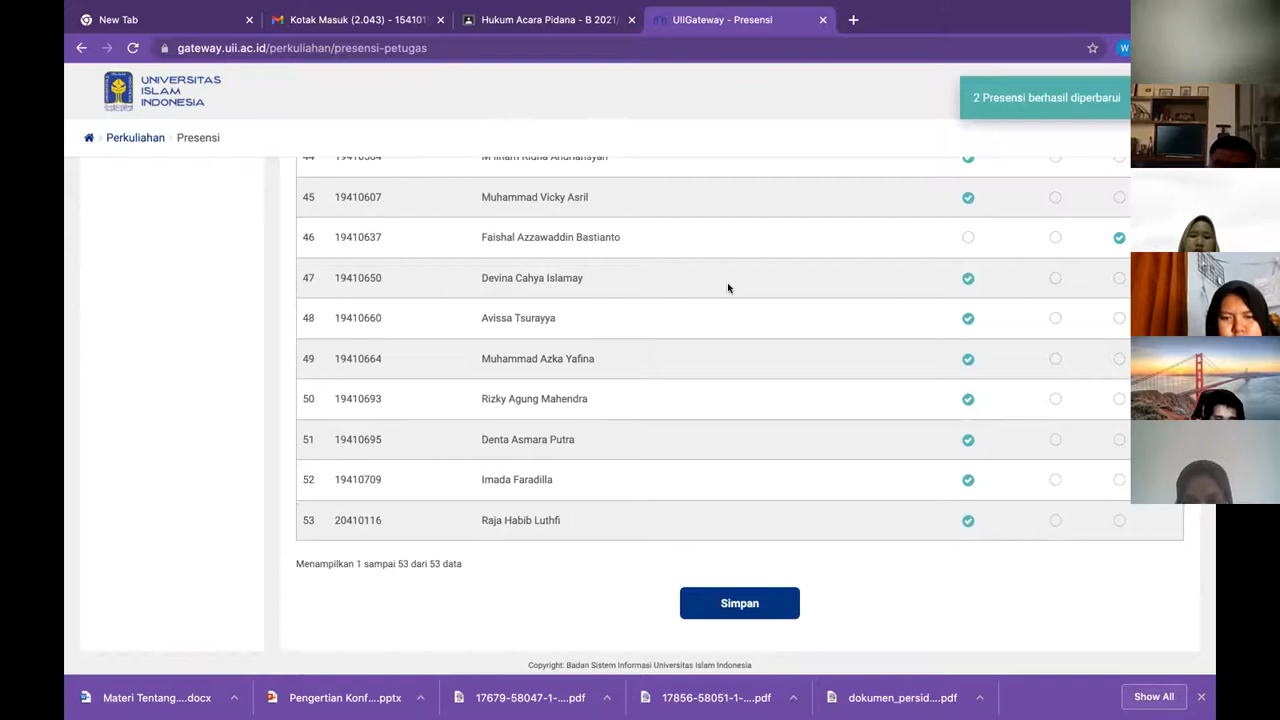 New Tab
Kotak Masuk (2.043) - 154101
Hukum Acara Pidana - B 2021/
UIIGateway - Presensi
gateway.uii.ac.id/perkuliahan/presensi-petugas
W
UNIVERSITAS
ISLAM
INDONESIA
2 Presensi berhasil diperbarui
Perkuliahan > Presensi
45 19410607 Muhammad Vicky Asril
46 19410637 Faishal Azzawaddin Bastianto
47 19410650 Devina Cahya Islamay
48 19410660 Avissa Tsurayya
49 19410664 Muhammad Azka Yafina
50 19410693 Rizky Agung Mahendra
51 19410695 Denta Asmara Putra
52 19410709 Imada Faradilla
53 20410116 Raja Habib Luthfi
Menampilkan 1 sampai 53 dari 53 data
Simpan
Copyright: Badan Sistem Informasi Universitas Islam Indonesia
Materi Tentang....docx
Pengertian Konf....pptx
17679-58047-1-....pdf
17856-58051-1-....pdf
dokumen_persid....pdf
Show All